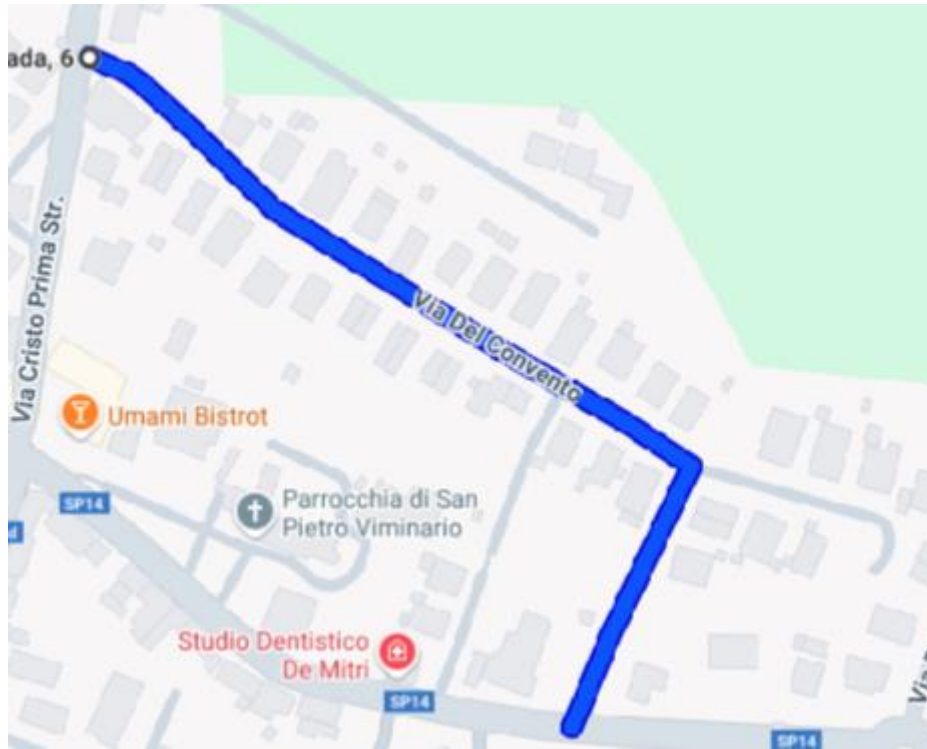 ada, 6
Via Cristo Prima Str.
Via Del Convento
Umami Bistrot
SP14
Parrocchia di San
Pietro Viminario
Studio Dentistico
De Mitri
SP14
SP14